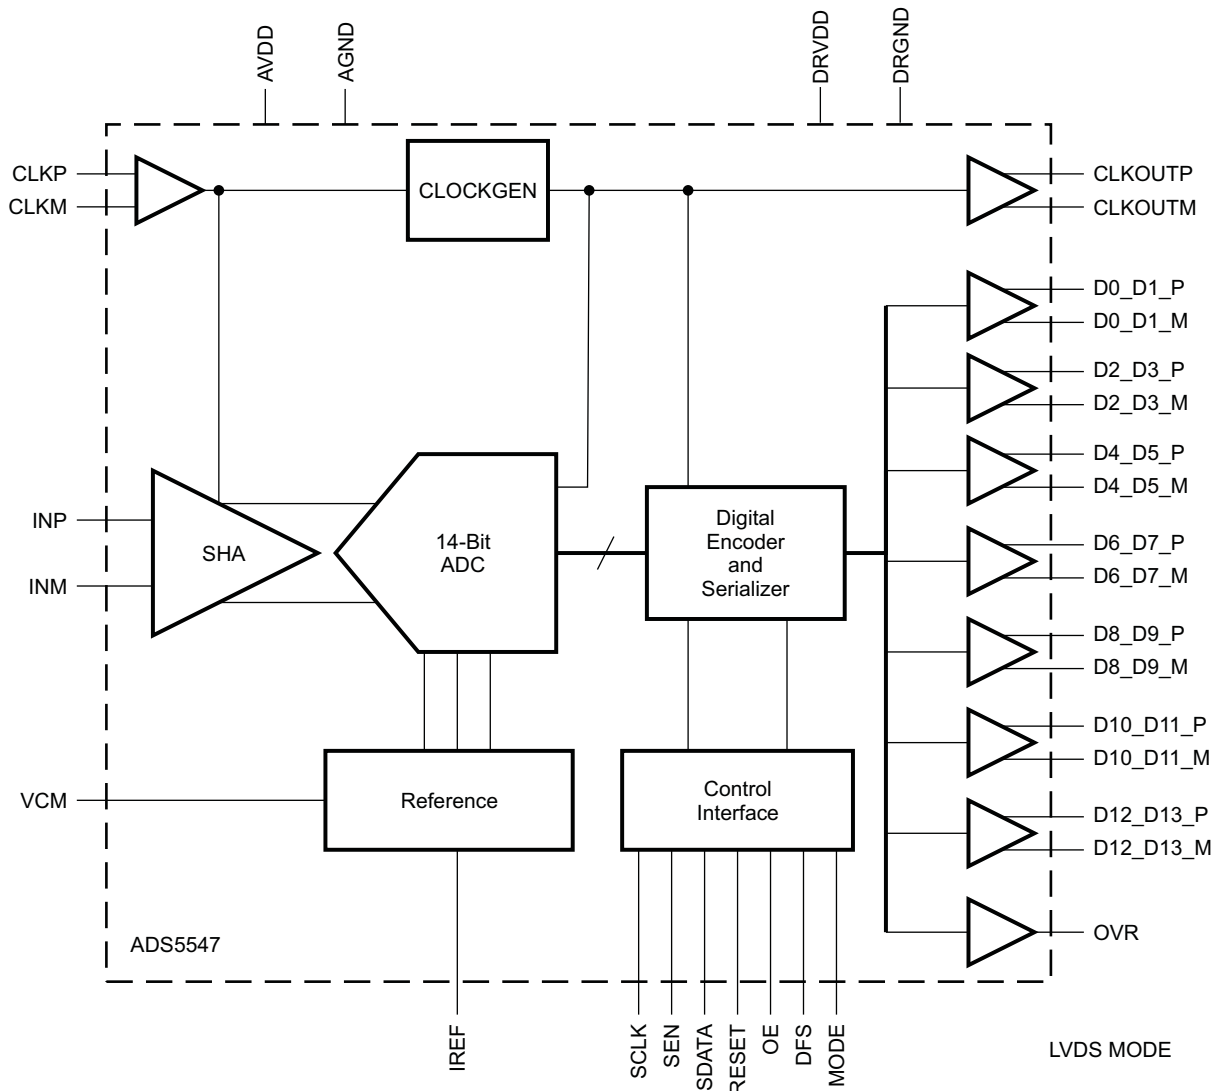 AVDD
AGND
DRVDD
DRGND
CLKP
CLKM
CLOCKGEN
CLKOUTP
CLKOUTM
D0_D1_P
D0_D1_M
D2_D3_P
D2_D3_M
D4_D5_P
D4_D5_M
INP
INM
SHA
14-Bit
ADC
Digital
Encoder
and
Serializer
D6_D7_P
D6_D7_M
D8_D9_P
D8_D9_M
D10_D11_P
D10_D11_M
VCM
Reference
Control
Interface
D12_D13_P
D12_D13_M
OVR
ADS5547
IREF
SCLK
SEN
SDATA
RESET
OE
DFS
MODE
LVDS MODE